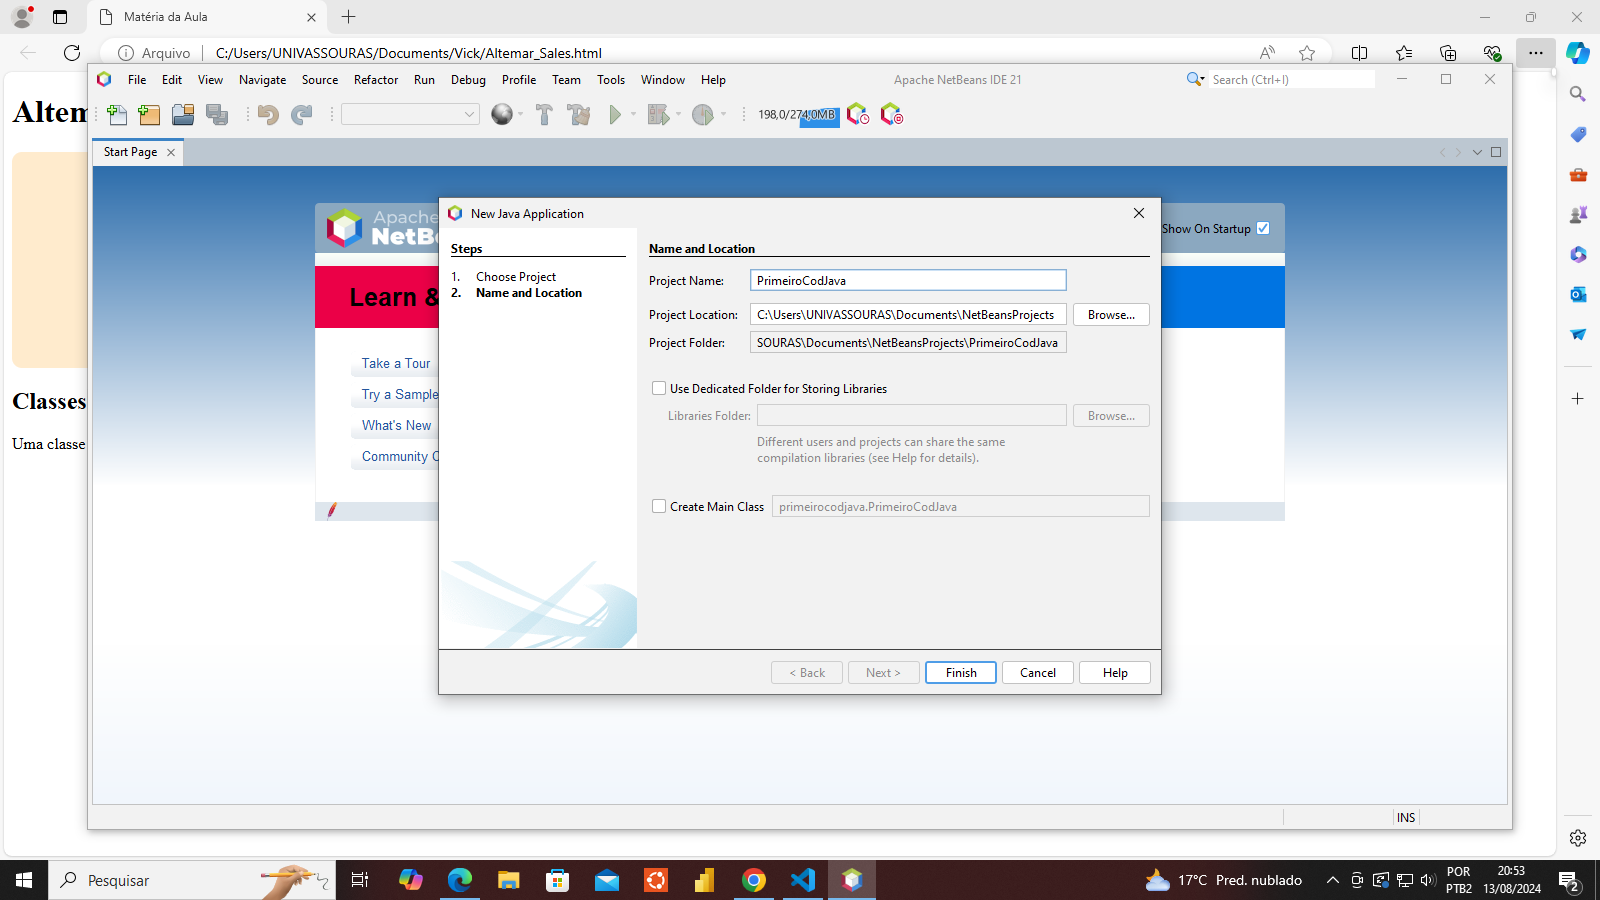 Matéria da Aula
Arquivo
C:/Users/UNIVASSOURAS/Documents/Vick/Altemar_Sales.html
File Edit View Navigate Source Refactor Run Debug Profile Team Tools Window Help
Apache NetBeans IDE 21
Search (Ctrl+I)
198,0/274,0MB
Start Page
Altem
Classes
Uma classe
Apache
NetBe
Show On Startup
Learn &
Take a Tour
Try a Sample
What's New
Community C
New Java Application
Steps
1. Choose Project
2. Name and Location
Name and Location
Project Name: PrimeiroCodJava
Project Location: C:\Users\UNIVASSOURAS\Documents\NetBeansProjects Browse...
Project Folder: SOURAS\Documents\NetBeansProjects\PrimeiroCodJava
Use Dedicated Folder for Storing Libraries
Libraries Folder: Browse...
Different users and projects can share the same
compilation libraries (see Help for details).
Create Main Class primeirocodjava.PrimeiroCodJava
< Back Next > Finish Cancel Help
INS
Pesquisar
17°C Pred. nublado
POR
PTB2
20:53
13/08/2024
2